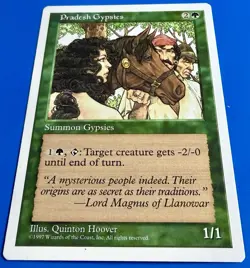 Pradesh Gypsies 2
Summon Gypsies
1 , : Target creature gets -2/-0
until end of turn.
"A mysterious people indeed. Their
origins are as secret as their traditions."
—Lord Magnus of Llanowar
Illus. Quinton Hoover
©1997 Wizards of the Coast, Inc. All rights reserved.
1/1